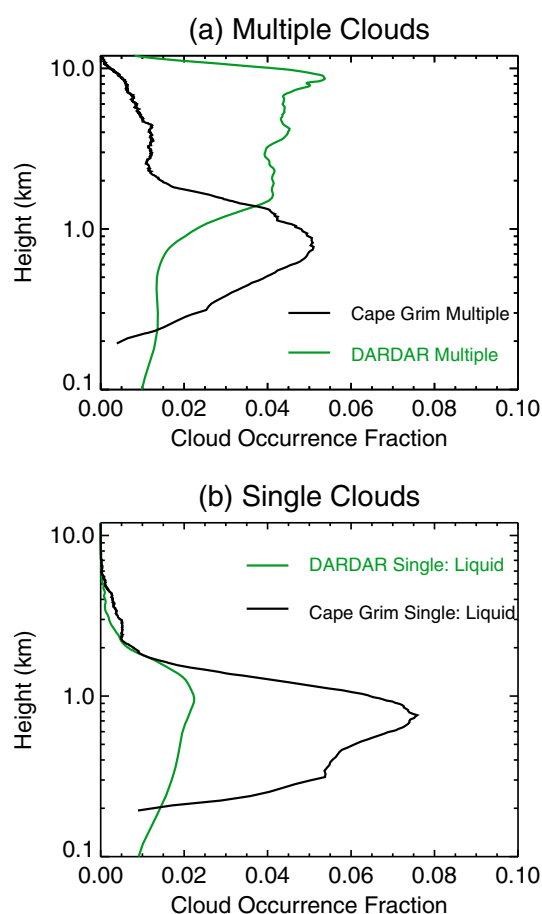 (a) Multiple Clouds
10.0
1.0
0.1
Height (km)
Cape Grim Multiple
DARDAR Multiple
0.00 0.02 0.04 0.06 0.08 0.10
Cloud Occurrence Fraction
(b) Single Clouds
10.0
1.0
0.1
Height (km)
DARDAR Single: Liquid
Cape Grim Single: Liquid
0.00 0.02 0.04 0.06 0.08 0.10
Cloud Occurrence Fraction